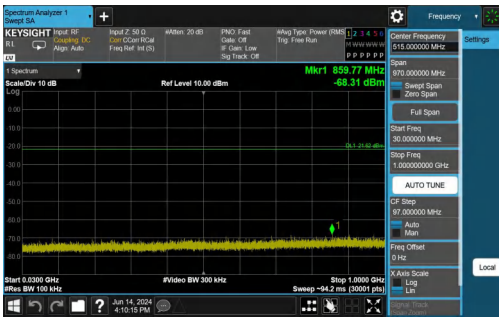 Spectrum Analyzer 1
Swept SA
Frequency
Settings
KEYSIGHT
Input: RF
Coupling: DC
Align: Auto
Input Z: 50 Ω
Corr CCorr RCal
Freq Ref: Int (S)
#Atten: 20 dB
PNO: Fast
Gate: Off
IF Gain: Low
Sig Track: Off
#Avg Type: Power (RMS)
Trig: Free Run
1 2 3 4 5 6
M W W W W W
P P P P P P
RL
LXI
1 Spectrum
Scale/Div 10 dB
Log
Ref Level 10.00 dBm
Mkr1 859.77 MHz
-68.31 dBm
0.00
-10.0
-20.0
-30.0
-40.0
-50.0
-60.0
-70.0
-80.0
1
Start 0.0300 GHz
#Res BW 100 kHz
#Video BW 300 kHz
Stop 1.0000 GHz
Sweep ~94.2 ms (30001 pts)
Center Frequency
515.000000 MHz
Span
970.000000 MHz
Swept Span
Zero Span
Full Span
Start Freq
30.000000 MHz
Stop Freq
1.000000000 GHz
AUTO TUNE
CF Step
97.000000 MHz
Auto
Man
Freq Offset
0 Hz
X Axis Scale
Log
Lin
Signal Track
Local
?
Jun 14, 2024
4:10:15 PM